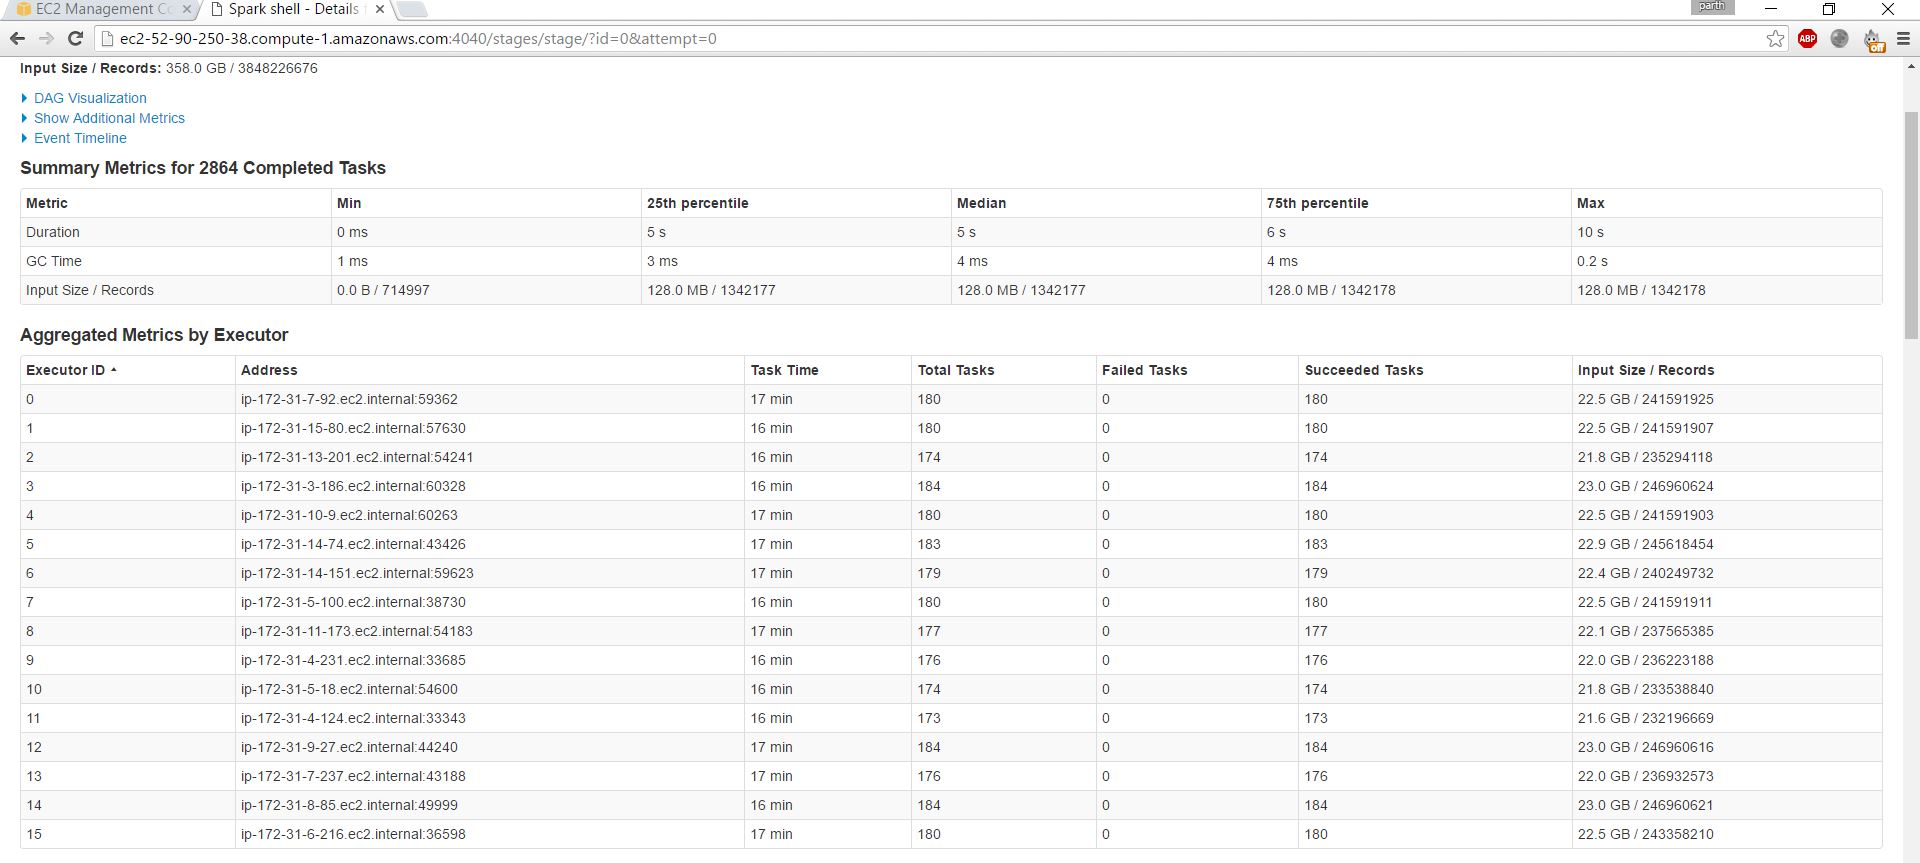 EC2 Management Co
Spark shell - Details
parth
ec2-52-90-250-38.compute-1.amazonaws.com:4040/stages/stage/?id=0&attempt=0
ABP
off
Input Size / Records: 358.0 GB / 3848226676
DAG Visualization
Show Additional Metrics
Event Timeline
Summary Metrics for 2864 Completed Tasks
Metric Min 25th percentile Median 75th percentile Max
Duration 0 ms 5 s 5 s 6 s 10 s
GC Time 1 ms 3 ms 4 ms 4 ms 0.2 s
Input Size / Records 0.0 B / 714997 128.0 MB / 1342177 128.0 MB / 1342177 128.0 MB / 1342178 128.0 MB / 1342178
Aggregated Metrics by Executor
Executor ID Address Task Time Total Tasks Failed Tasks Succeeded Tasks Input Size / Records
0 ip-172-31-7-92.ec2.internal:59362 17 min 180 0 180 22.5 GB / 241591925
1 ip-172-31-15-80.ec2.internal:57630 16 min 180 0 180 22.5 GB / 241591907
2 ip-172-31-13-201.ec2.internal:54241 16 min 174 0 174 21.8 GB / 235294118
3 ip-172-31-3-186.ec2.internal:60328 16 min 184 0 184 23.0 GB / 246960624
4 ip-172-31-10-9.ec2.internal:60263 17 min 180 0 180 22.5 GB / 241591903
5 ip-172-31-14-74.ec2.internal:43426 17 min 183 0 183 22.9 GB / 245618454
6 ip-172-31-14-151.ec2.internal:59623 17 min 179 0 179 22.4 GB / 240249732
7 ip-172-31-5-100.ec2.internal:38730 16 min 180 0 180 22.5 GB / 241591911
8 ip-172-31-11-173.ec2.internal:54183 17 min 177 0 177 22.1 GB / 237565385
9 ip-172-31-4-231.ec2.internal:33685 16 min 176 0 176 22.0 GB / 236223188
10 ip-172-31-5-18.ec2.internal:54600 16 min 174 0 174 21.8 GB / 233538840
11 ip-172-31-4-124.ec2.internal:33343 16 min 173 0 173 21.6 GB / 232196669
12 ip-172-31-9-27.ec2.internal:44240 17 min 184 0 184 23.0 GB / 246960616
13 ip-172-31-7-237.ec2.internal:43188 17 min 176 0 176 22.0 GB / 236932573
14 ip-172-31-8-85.ec2.internal:49999 16 min 184 0 184 23.0 GB / 246960621
15 ip-172-31-6-216.ec2.internal:36598 17 min 180 0 180 22.5 GB / 243358210